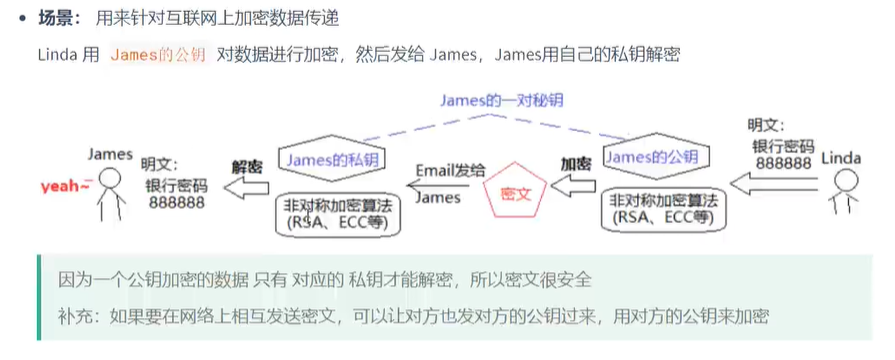 场景： 用来针对互联网上加密数据传递
Linda 用 James的公钥 对数据进行加密，然后发给 James，James用自己的私钥解密
James的一对秘钥
James
yeah~
明文：
银行密码
888888
解密
James的私钥
非对称加密算法
(RSA、ECC等)
Email发给
James
密文
加密
James的公钥
非对称加密算法
(RSA、ECC等)
明文：
银行密码
888888
Linda
因为一个公钥加密的数据 只有 对应的 私钥才能解密，所以密文很安全
补充：如果要在网络上相互发送密文，可以让对方也发对方的公钥过来，用对方的公钥来加密